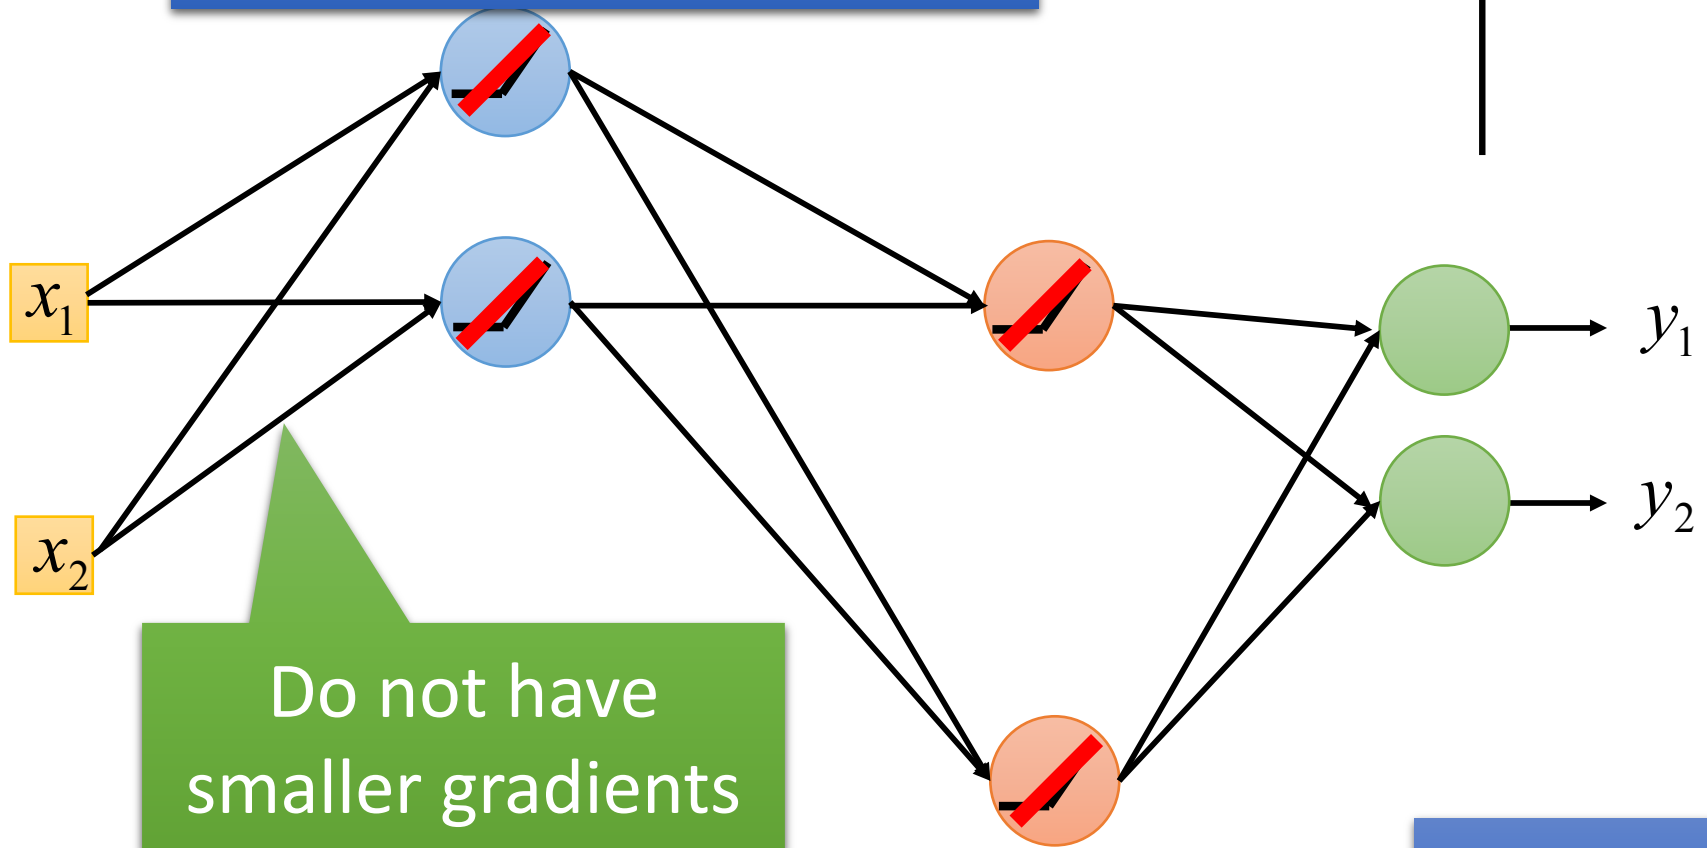 x₁
x₂
y₁
y₂
Do not have
smaller gradients